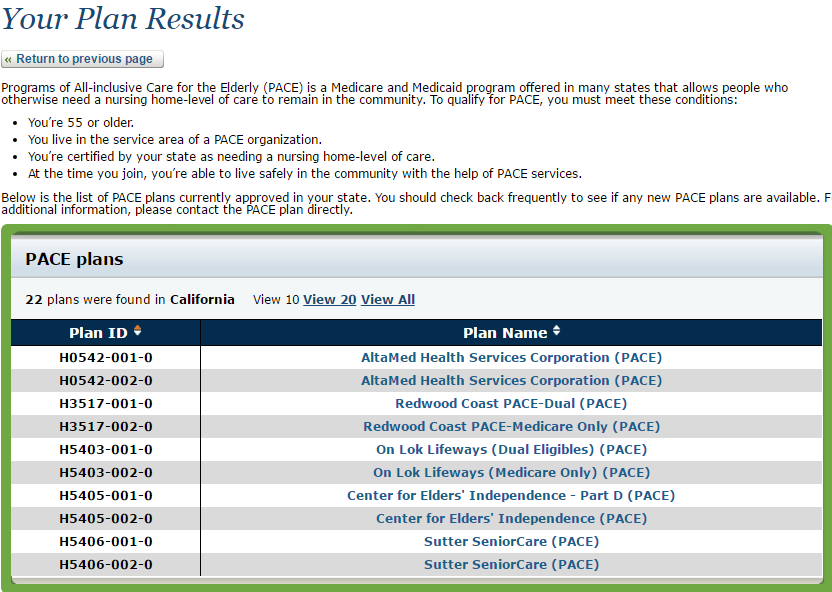 Your Plan Results
« Return to previous page
Programs of All-inclusive Care for the Elderly (PACE) is a Medicare and Medicaid program offered in many states that allows people who
otherwise need a nursing home-level of care to remain in the community. To qualify for PACE, you must meet these conditions:
• You're 55 or older.
• You live in the service area of a PACE organization.
• You're certified by your state as needing a nursing home-level of care.
• At the time you join, you're able to live safely in the community with the help of PACE services.
Below is the list of PACE plans currently approved in your state. You should check back frequently to see if any new PACE plans are available. F
additional information, please contact the PACE plan directly.
PACE plans
22 plans were found in California View 10 View 20 View All
Plan ID Plan Name
H0542-001-0 AltaMed Health Services Corporation (PACE)
H0542-002-0 AltaMed Health Services Corporation (PACE)
H3517-001-0 Redwood Coast PACE-Dual (PACE)
H3517-002-0 Redwood Coast PACE-Medicare Only (PACE)
H5403-001-0 On Lok Lifeways (Dual Eligibles) (PACE)
H5403-002-0 On Lok Lifeways (Medicare Only) (PACE)
H5405-001-0 Center for Elders' Independence - Part D (PACE)
H5405-002-0 Center for Elders' Independence (PACE)
H5406-001-0 Sutter SeniorCare (PACE)
H5406-002-0 Sutter SeniorCare (PACE)